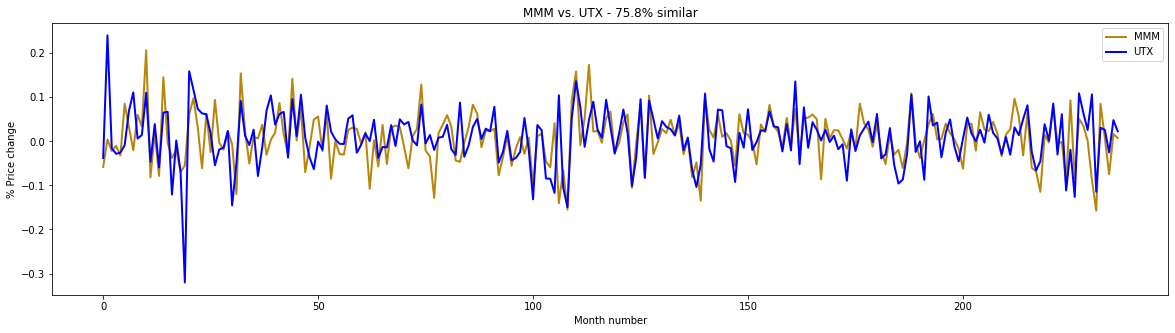 MMM vs. UTX - 75.8% similar
MMM
UTX
% Price change
0.2
0.1
0.0
−0.1
−0.2
−0.3
0
50
100
150
200
Month number